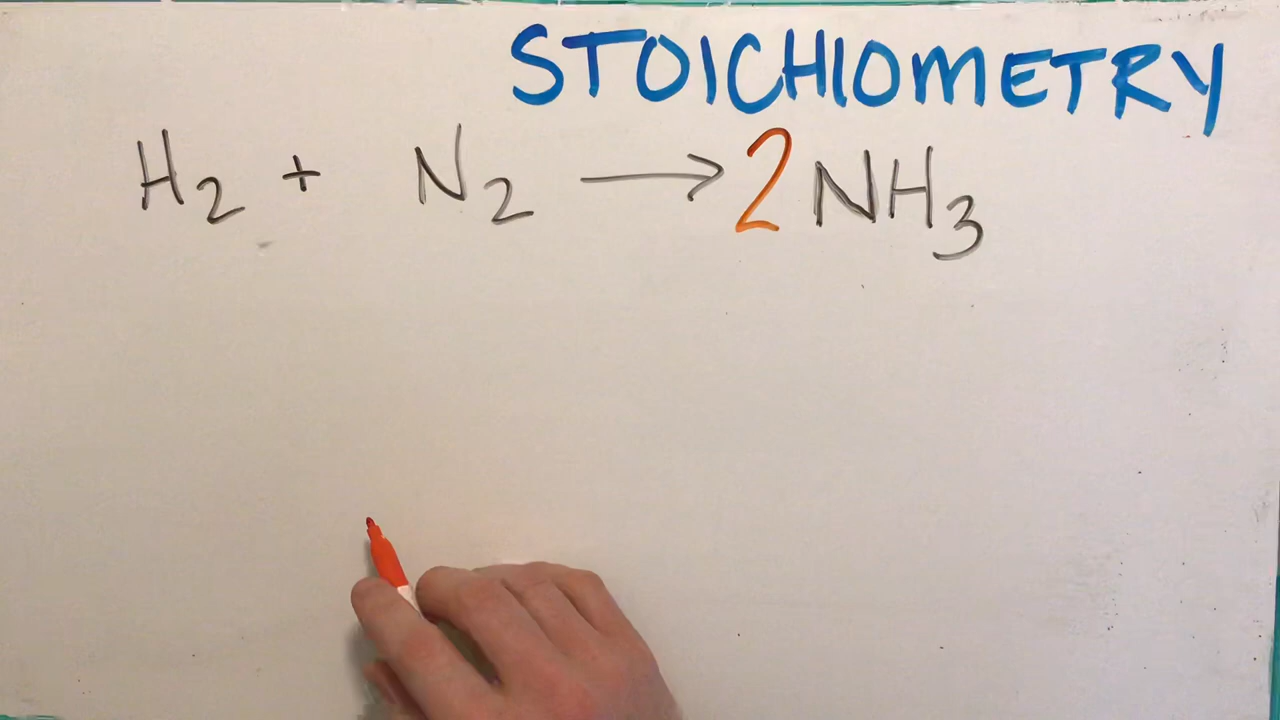 STOICHIOMETRY
H₂ + N₂ → 2NH₃